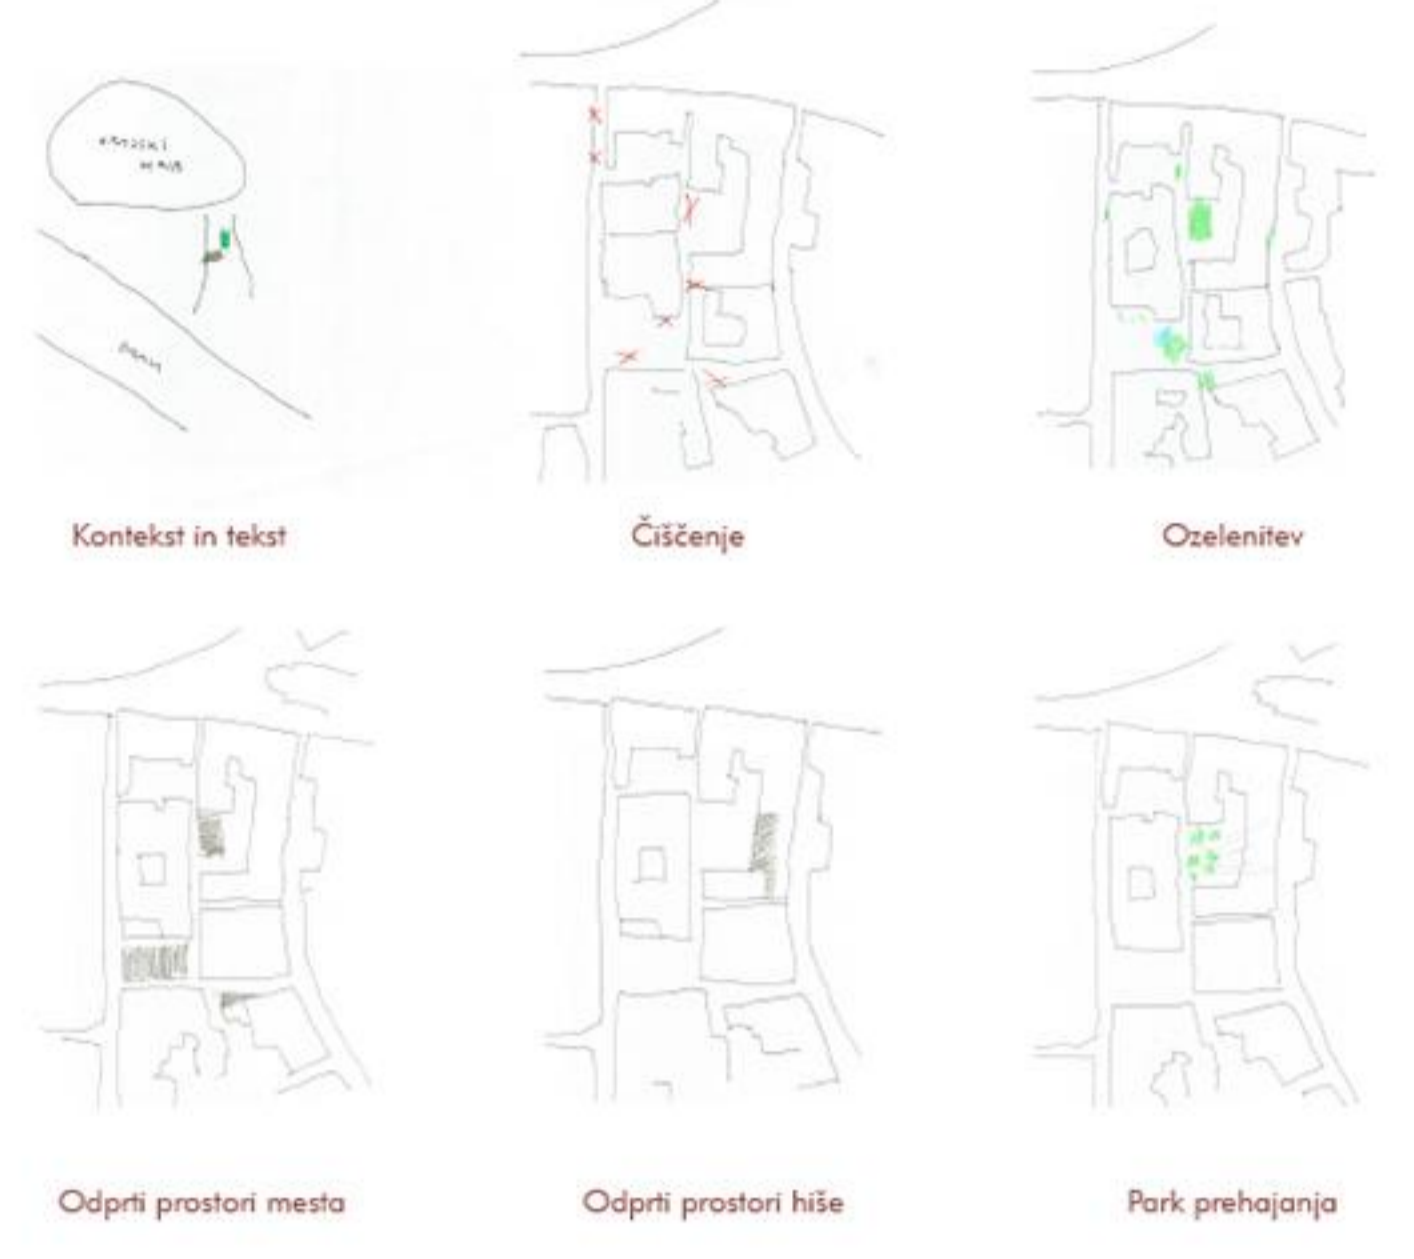 Kontekst in tekst
Čiščenje
Ozelenitev
Odprti prostori mesta
Odprti prostori hiše
Park prehajanja